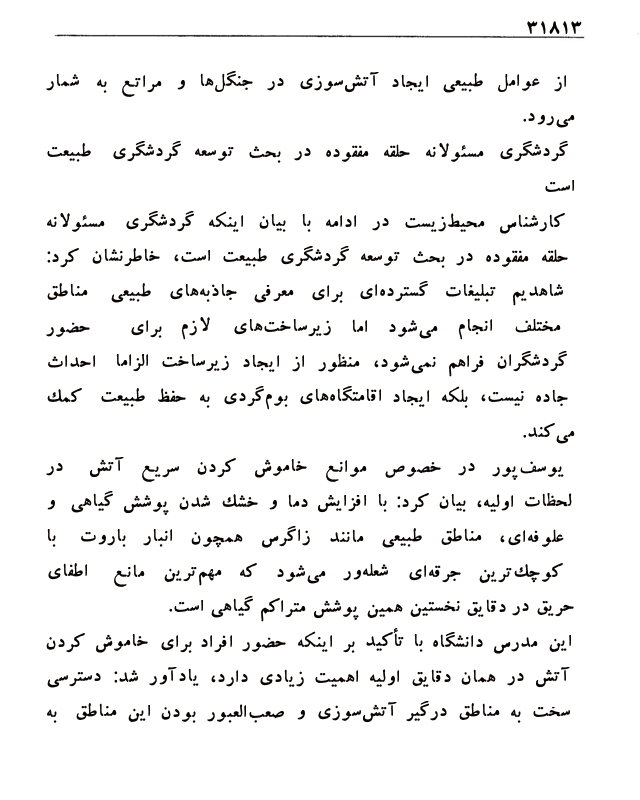 ۳۱۸۱۳
از عوامل طبیعی ایجاد آتش‌سوزی در جنگل‌ها و مراتع به شمار
می‌رود.
گردشگری مسئولانه حلقه مفقوده در بحث توسعه گردشگری طبیعت
است
کارشناس محیط‌زیست در ادامه با بیان اینکه گردشگری مسئولانه
حلقه مفقوده در بحث توسعه گردشگری طبیعت است، خاطرنشان کرد:
شاهدیم تبلیغات گسترده‌ای برای معرفی جاذبه‌های طبیعی مناطق
مختلف انجام می‌شود اما زیرساخت‌های لازم برای حضور
گردشگران فراهم نمی‌شود، منظور از ایجاد زیرساخت الزاما احداث
جاده نیست، بلکه ایجاد اقامتگاه‌های بوم‌گردی به حفظ طبیعت کمک
می‌کند.
یوسف‌پور در خصوص موانع خاموش کردن سریع آتش در
لحظات اولیه، بیان کرد: با افزایش دما و خشک شدن پوشش گیاهی و
علوفه‌ای، مناطق طبیعی مانند زاگرس همچون انبار باروت با
کوچک‌ترین جرقه‌ای شعله‌ور می‌شود که مهم‌ترین مانع اطفای
حریق در دقایق نخستین همین پوشش متراکم گیاهی است.
این مدرس دانشگاه با تأکید بر اینکه حضور افراد برای خاموش کردن
آتش در همان دقایق اولیه اهمیت زیادی دارد، یادآور شد: دسترسی
سخت به مناطق درگیر آتش‌سوزی و صعب‌العبور بودن این مناطق به